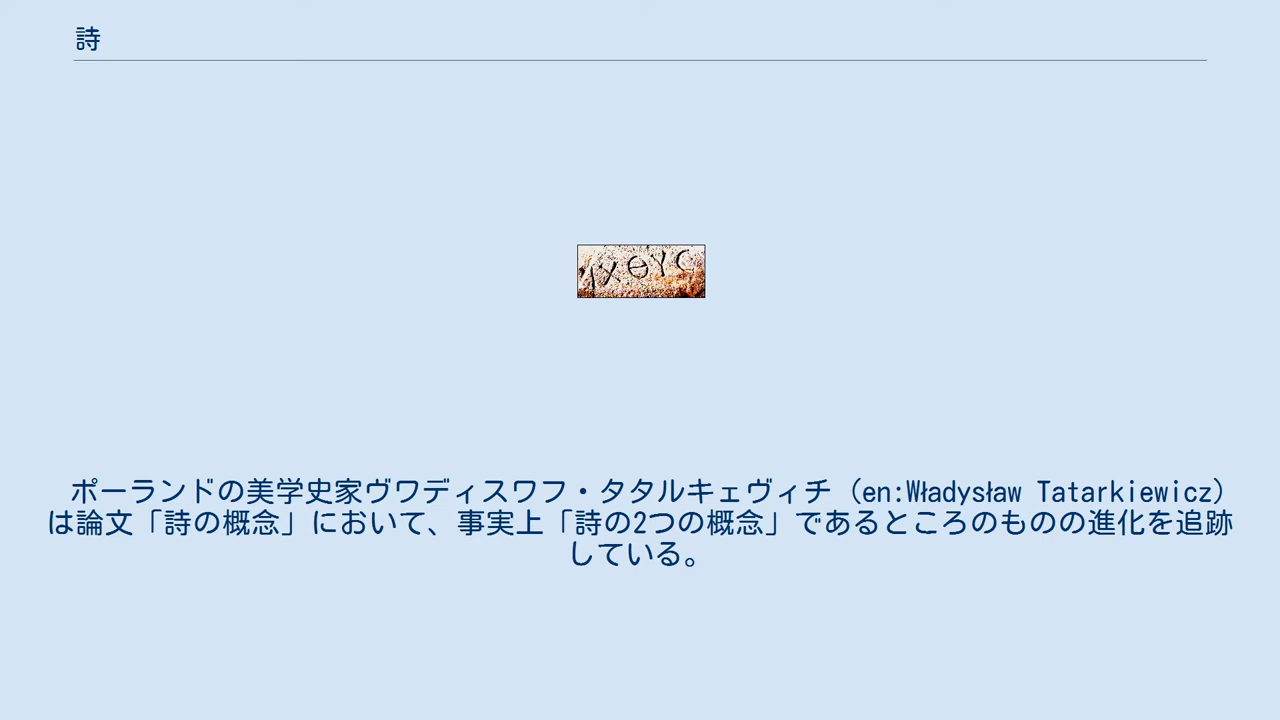 詩
ΙΧΘΥС
ポーランドの美学史家ヴワディスワフ・タタルキェヴィチ（en:Władysław Tatarkiewicz）
は論文「詩の概念」において、事実上「詩の2つの概念」であるところのものの進化を追跡
している。